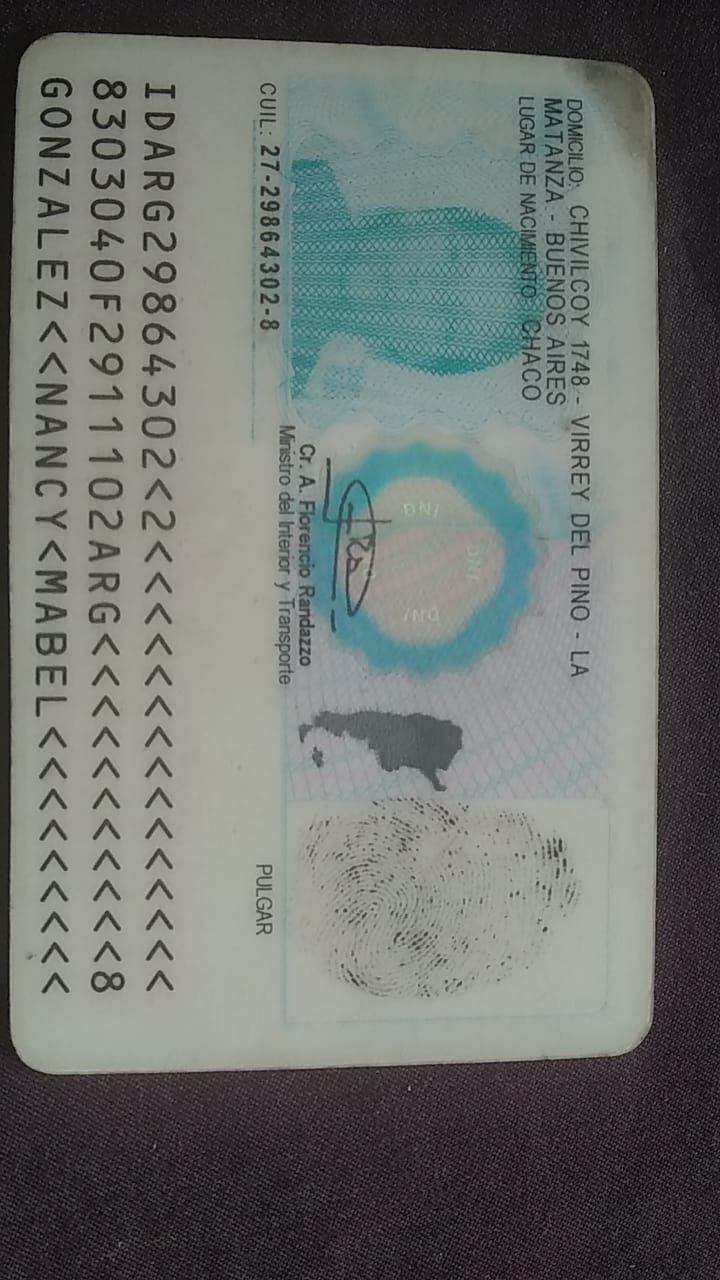 DOMICILIO: CHIVILCOY 1748 - VIRREY DEL PINO - LA
MATANZA - BUENOS AIRES
LUGAR DE NACIMIENTO: CHACO
DNI
DNI
DNI
Cr. A. Florencio Randazzo
Ministro del Interior y Transporte
CUIL: 27-29864302-8
PULGAR
IDARG29864302<2<<<<<<<<<<<<<<<
8303040F2911102ARG<<<<<<<<<<<8
GONZALEZ<<NANCY<MABEL<<<<<<<<<